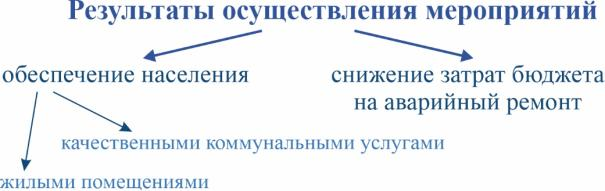 Результаты осуществления мероприятий
обеспечение населения
снижение затрат бюджета
на аварийный ремонт
качественными коммунальными услугами
жилыми помещениями